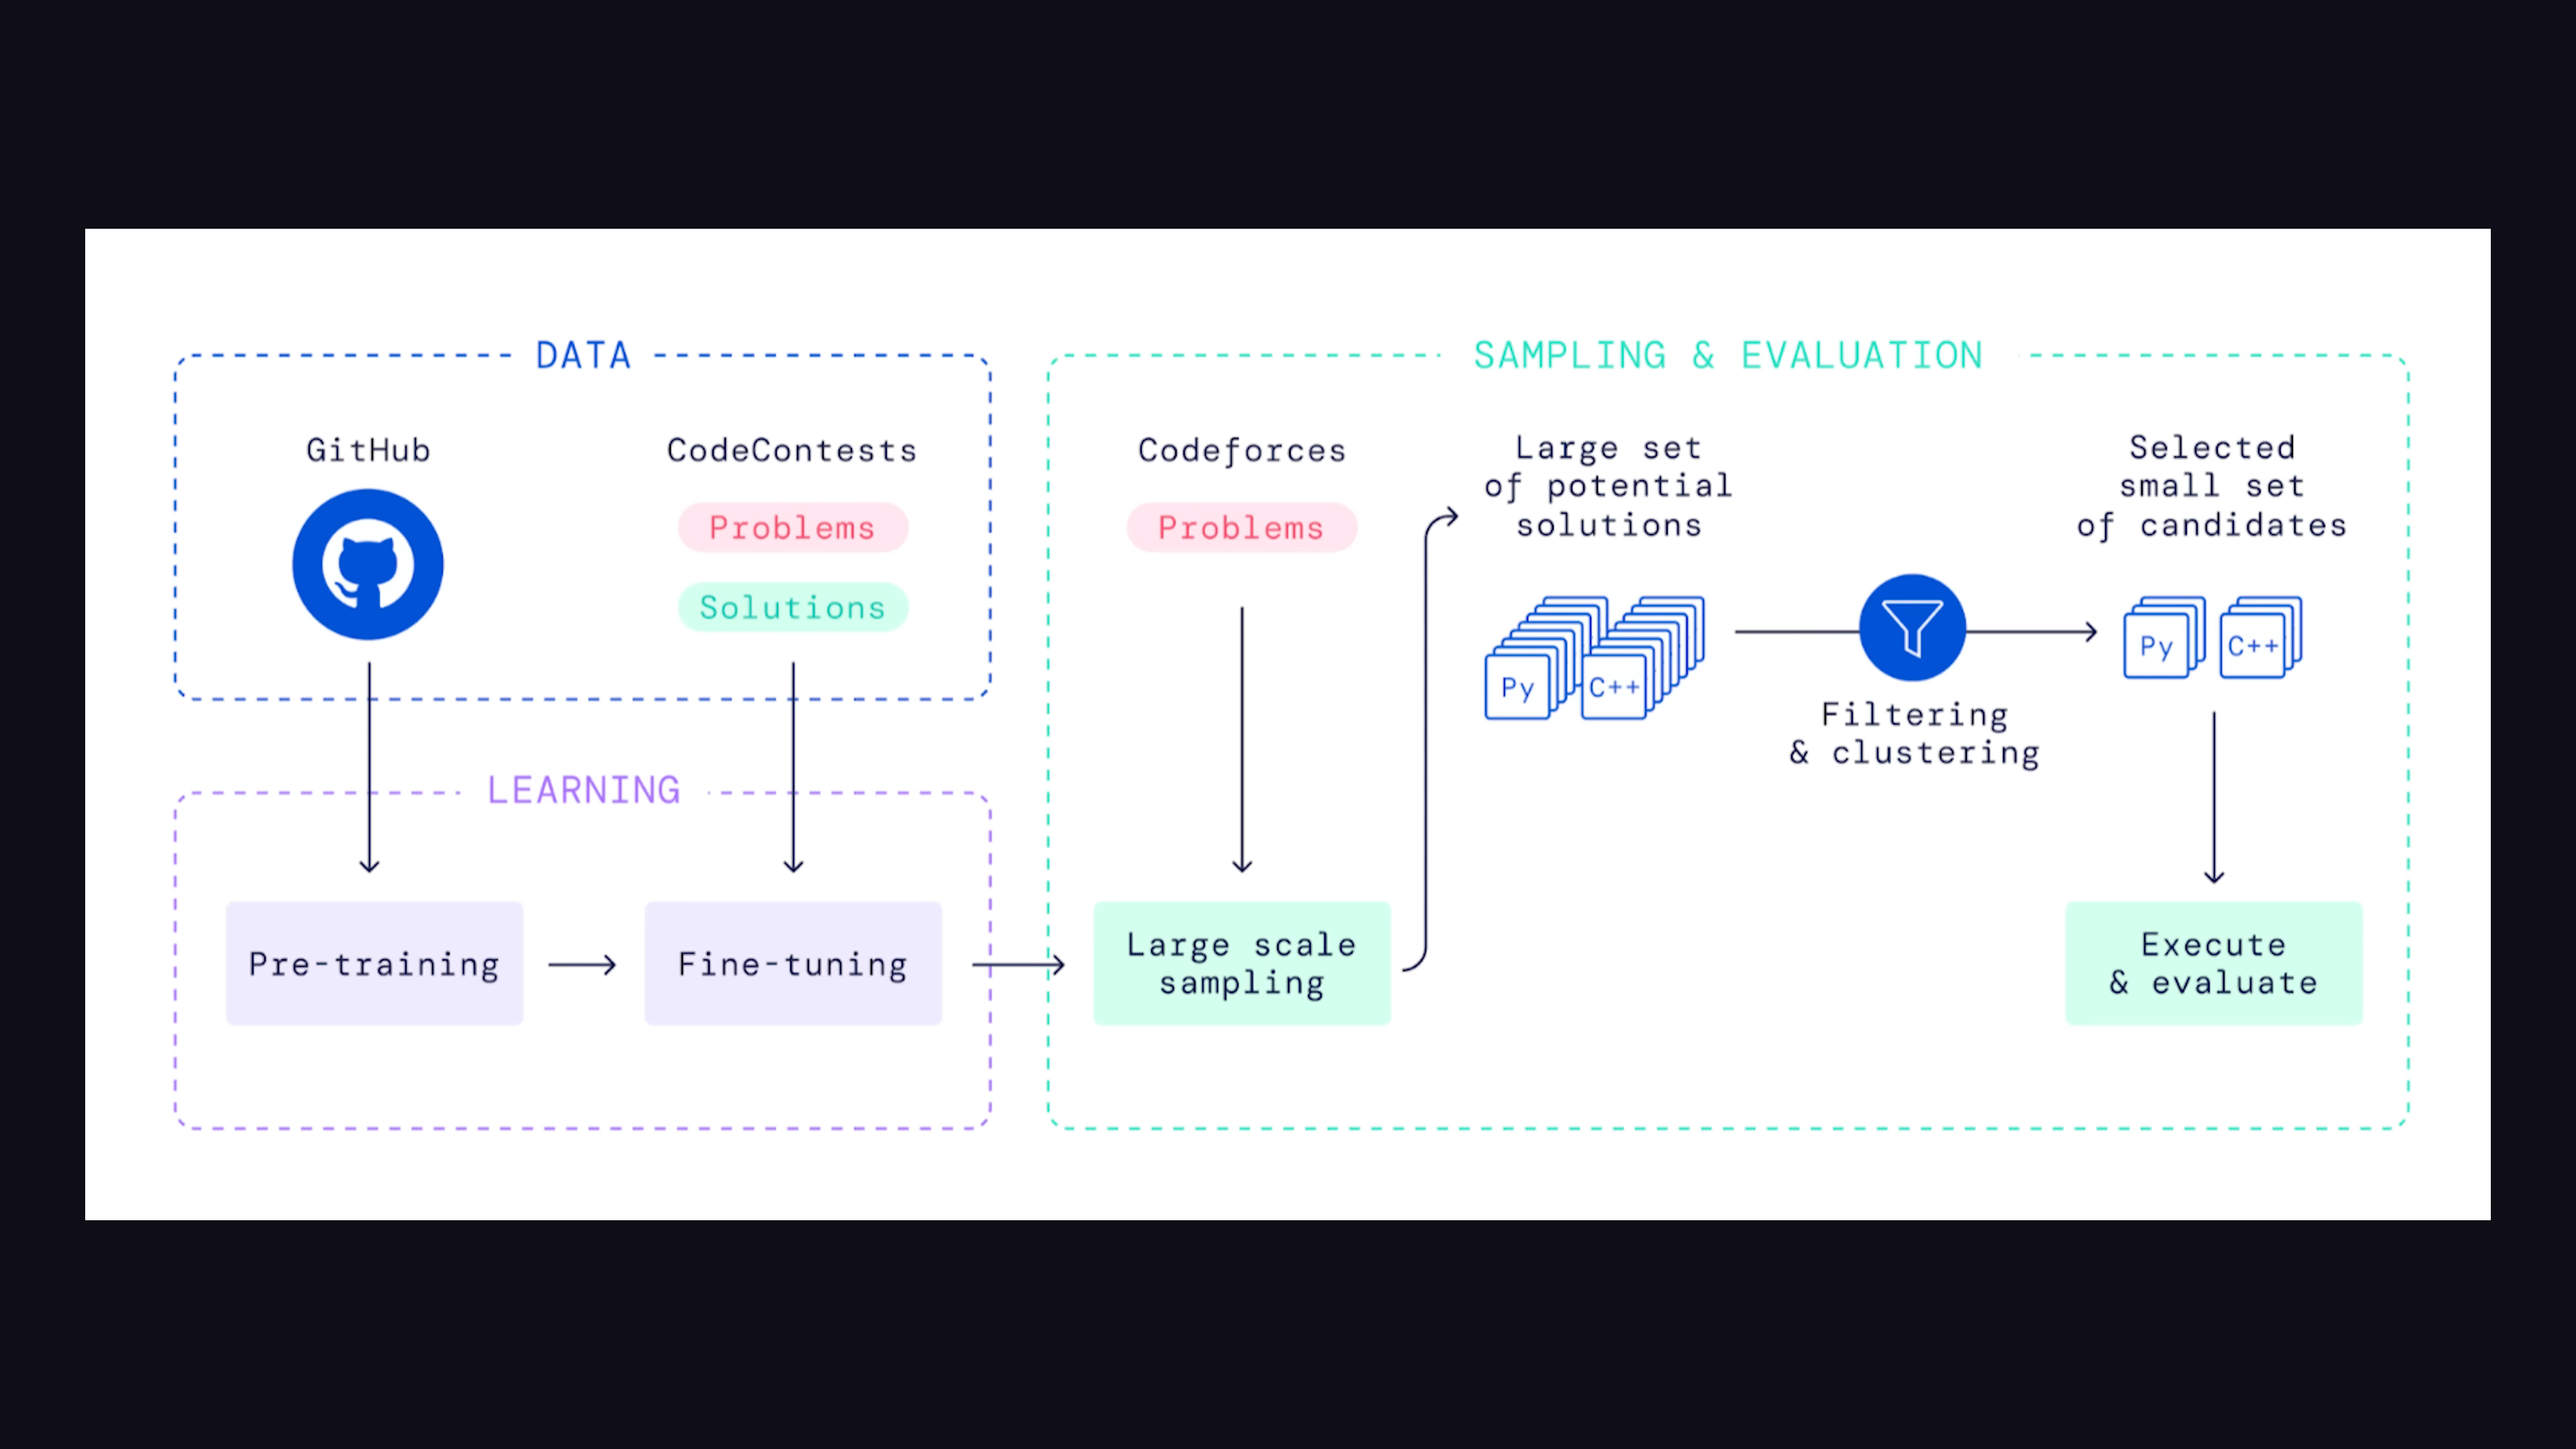 DATA
GitHub
CodeContests
Problems
Solutions
LEARNING
Pre-training
Fine-tuning
SAMPLING & EVALUATION
Codeforces
Problems
Large scale
sampling
Large set
of potential
solutions
Py
C++
Filtering
& clustering
Selected
small set
of candidates
Py
C++
Execute
& evaluate